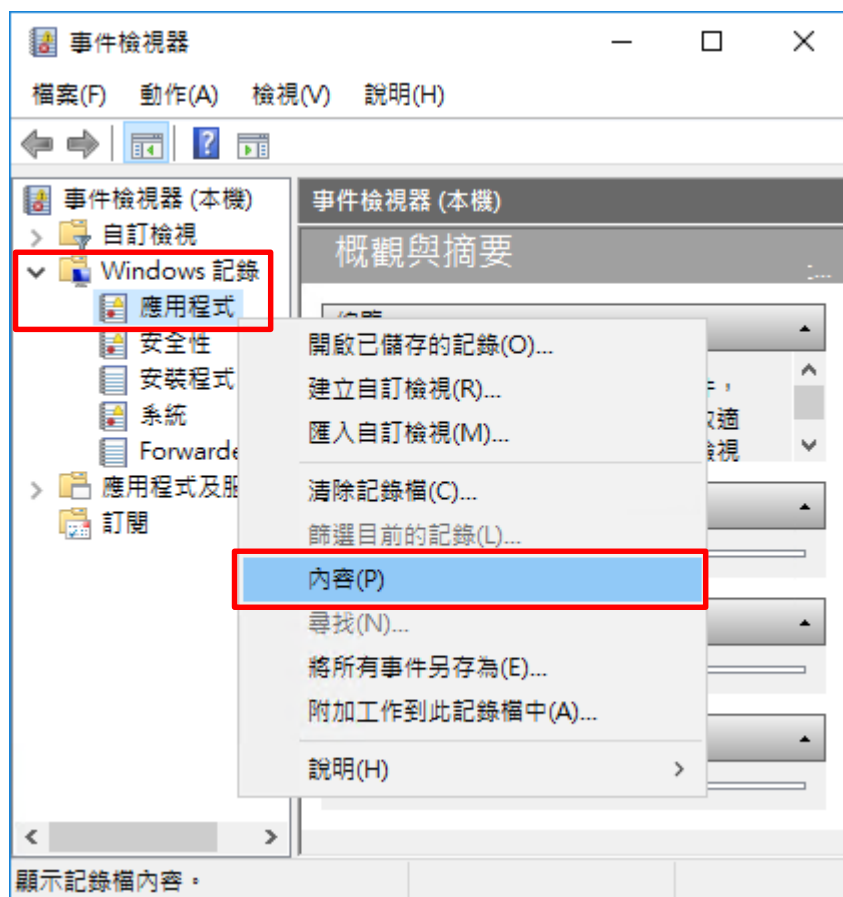 事件檢視器
檔案(F) 動作(A) 檢視(V) 說明(H)
事件檢視器 (本機)
自訂檢視
Windows 記錄
應用程式
安全性
安裝程式
系統
Forwarde
應用程式及服
訂閱
事件檢視器 (本機)
概觀與摘要
開啟已儲存的記錄(O)...
建立自訂檢視(R)...
匯入自訂檢視(M)...
清除記錄檔(C)...
篩選目前的記錄(L)...
內容(P)
尋找(N)...
將所有事件另存為(E)...
附加工作到此記錄檔中(A)...
說明(H)
適
檢視
顯示記錄檔內容。